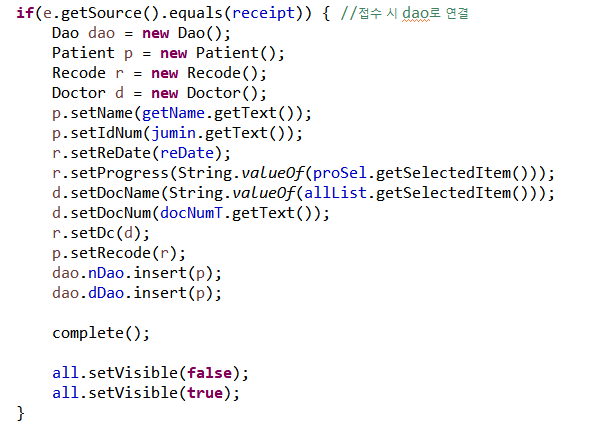 if(e.getSource().equals(receipt)) { //접수 시 dao로 연결
    Dao dao = new Dao();
    Patient p = new Patient();
    Recode r = new Recode();
    Doctor d = new Doctor();
    p.setName(getName.getText());
    p.setIdNum(jumin.getText());
    r.setReDate(reDate);
    r.setProgress(String.valueOf(proSel.getSelectedItem()));
    d.setDocName(String.valueOf(allList.getSelectedItem()));
    d.setDocNum(docNumT.getText());
    r.setDc(d);
    p.setRecode(r);
    dao.nDao.insert(p);
    dao.dDao.insert(p);

    complete();

    all.setVisible(false);
    all.setVisible(true);
}